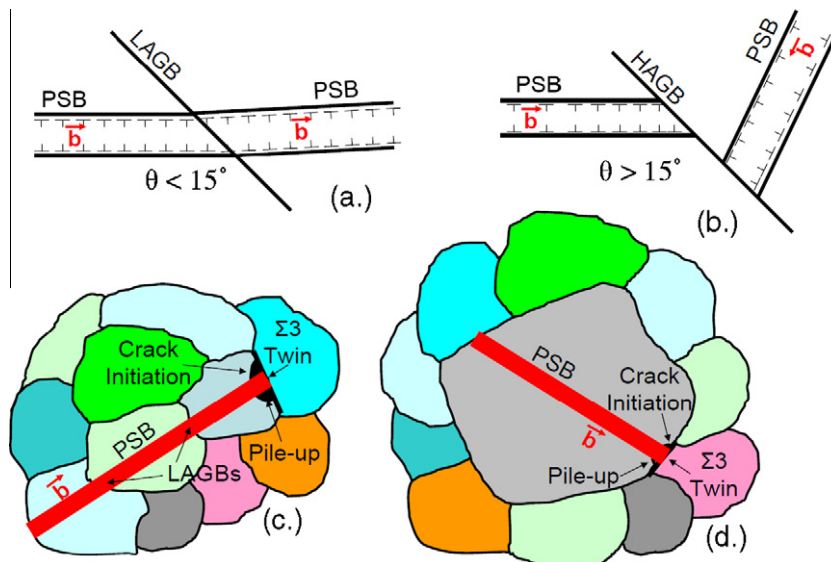 LAGB
PSB
PSB
b
b
θ < 15°
(a.)
HAGB
PSB
PSB
b
b
θ > 15°
(b.)
Σ3
Twin
Crack
Initiation
PSB
Pile-up
LAGBs
b
(c.)
PSB
Crack
Initiation
b
Pile-up
Σ3
Twin
(d.)